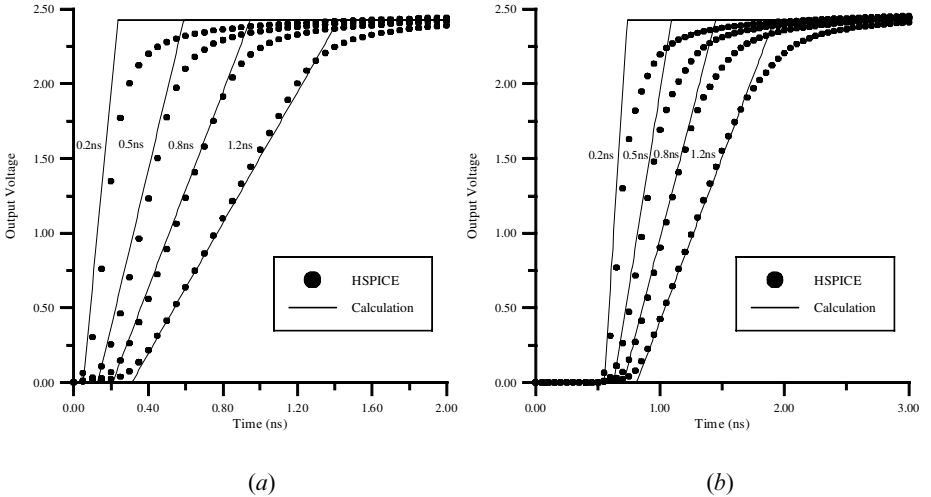 2.50
2.00
1.50
1.00
0.50
0.00
Output Voltage
0.2ns
0.5ns
0.8ns
1.2ns
HSPICE
Calculation
0.00
0.40
0.80
1.20
1.60
2.00
Time (ns)
(a)
2.50
2.00
1.50
1.00
0.50
0.00
Output Voltage
0.2ns
0.5ns
0.8ns
1.2ns
HSPICE
Calculation
0.00
1.00
2.00
3.00
Time (ns)
(b)